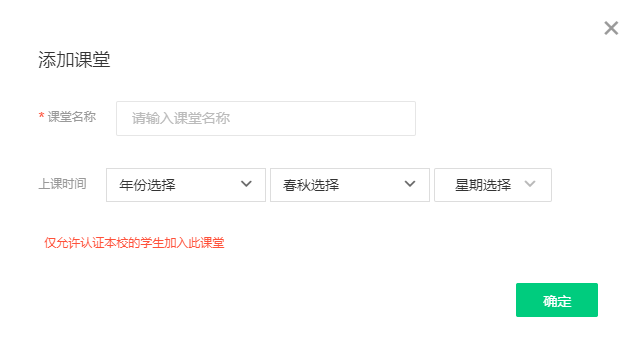 添加课堂
* 课堂名称 请输入课堂名称
上课时间 年份选择 春秋选择 星期选择
仅允许认证本校的学生加入此课堂
确定